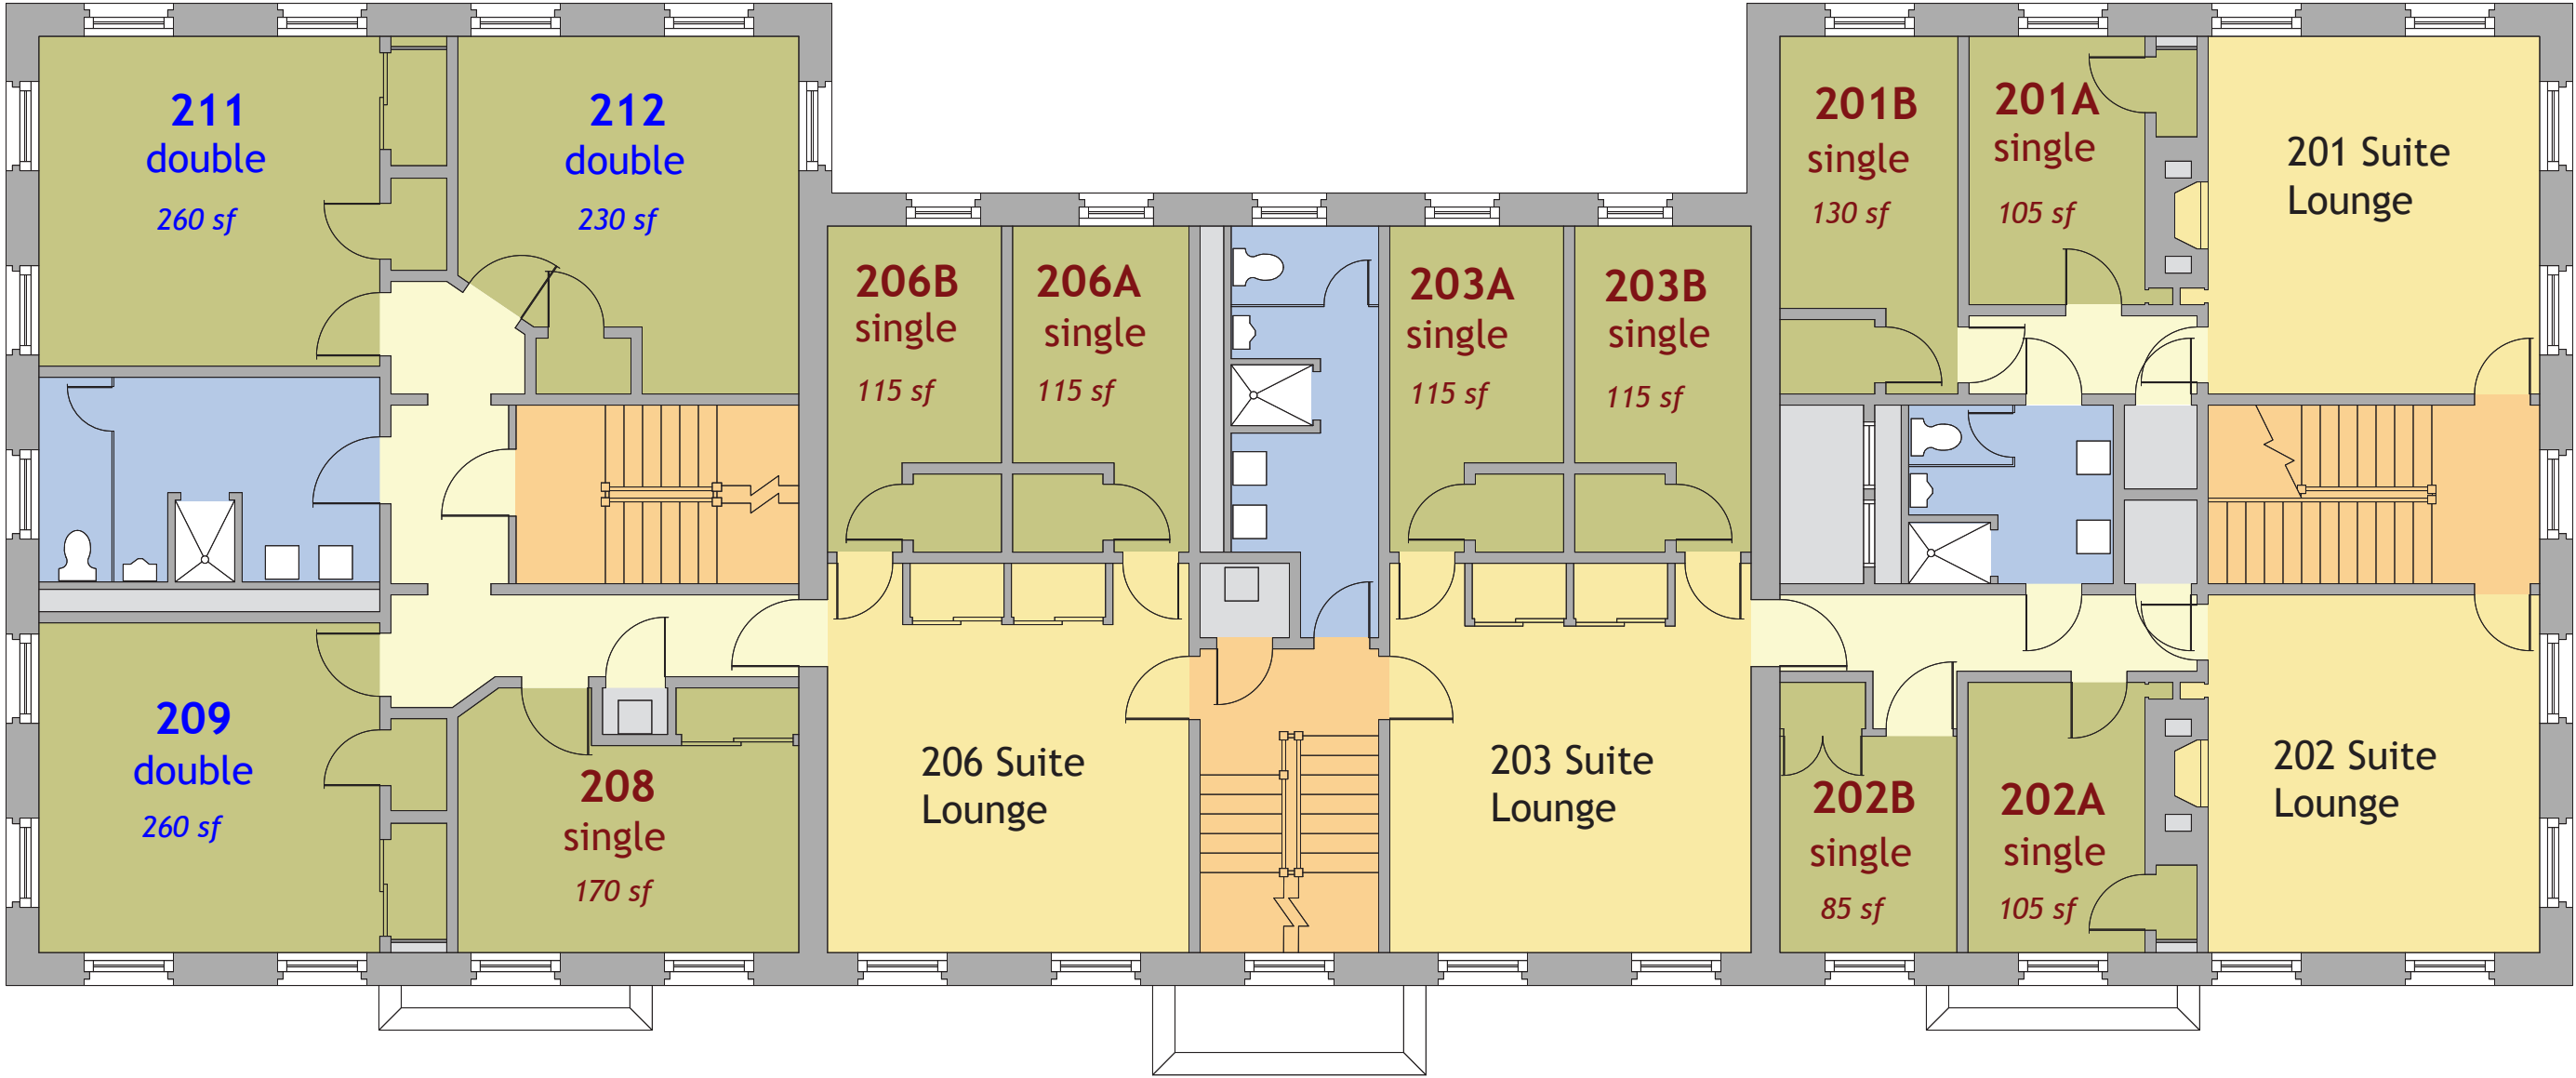 211
double
260 sf
212
double
230 sf
201B
single
130 sf
201A
single
105 sf
201 Suite
Lounge
206B
single
115 sf
206A
single
115 sf
203A
single
115 sf
203B
single
115 sf
209
double
260 sf
208
single
170 sf
206 Suite
Lounge
203 Suite
Lounge
202B
single
85 sf
202A
single
105 sf
202 Suite
Lounge